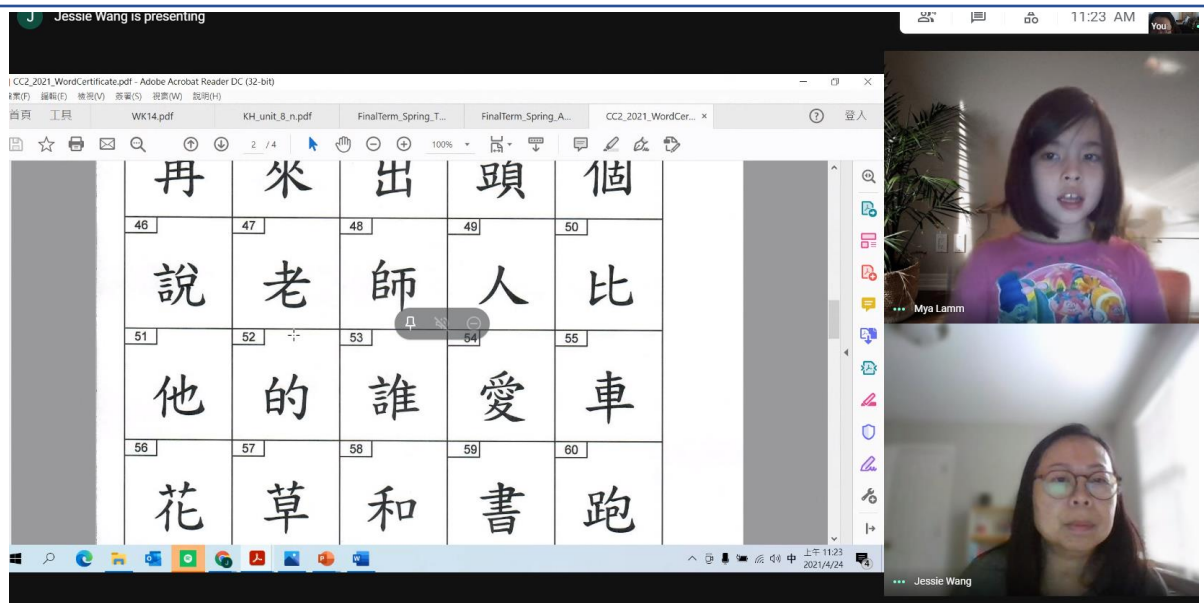 J Jessie Wang is presenting
11:23 AM
You
CC2_2021_WordCertificate.pdf - Adobe Acrobat Reader DC (32-bit)
編輯(E) 檢視(V) 簽署(S) 視窗(W) 說明(H)
首頁 工具 WK14.pdf KH_unit_8_n.pdf FinalTerm_Spring_T... FinalTerm_Spring_A... CC2_2021_WordCer... × 登入
2 / 4 100%
再 來 出 頭 個
46 47 48 49 50
說 老 師 人 比
51 52 53 54 55
他 的 誰 愛 車
56 57 58 59 60
花 草 和 書 跑
Mya Lamm
中 上午 11:23
2021/4/24
4
Jessie Wang